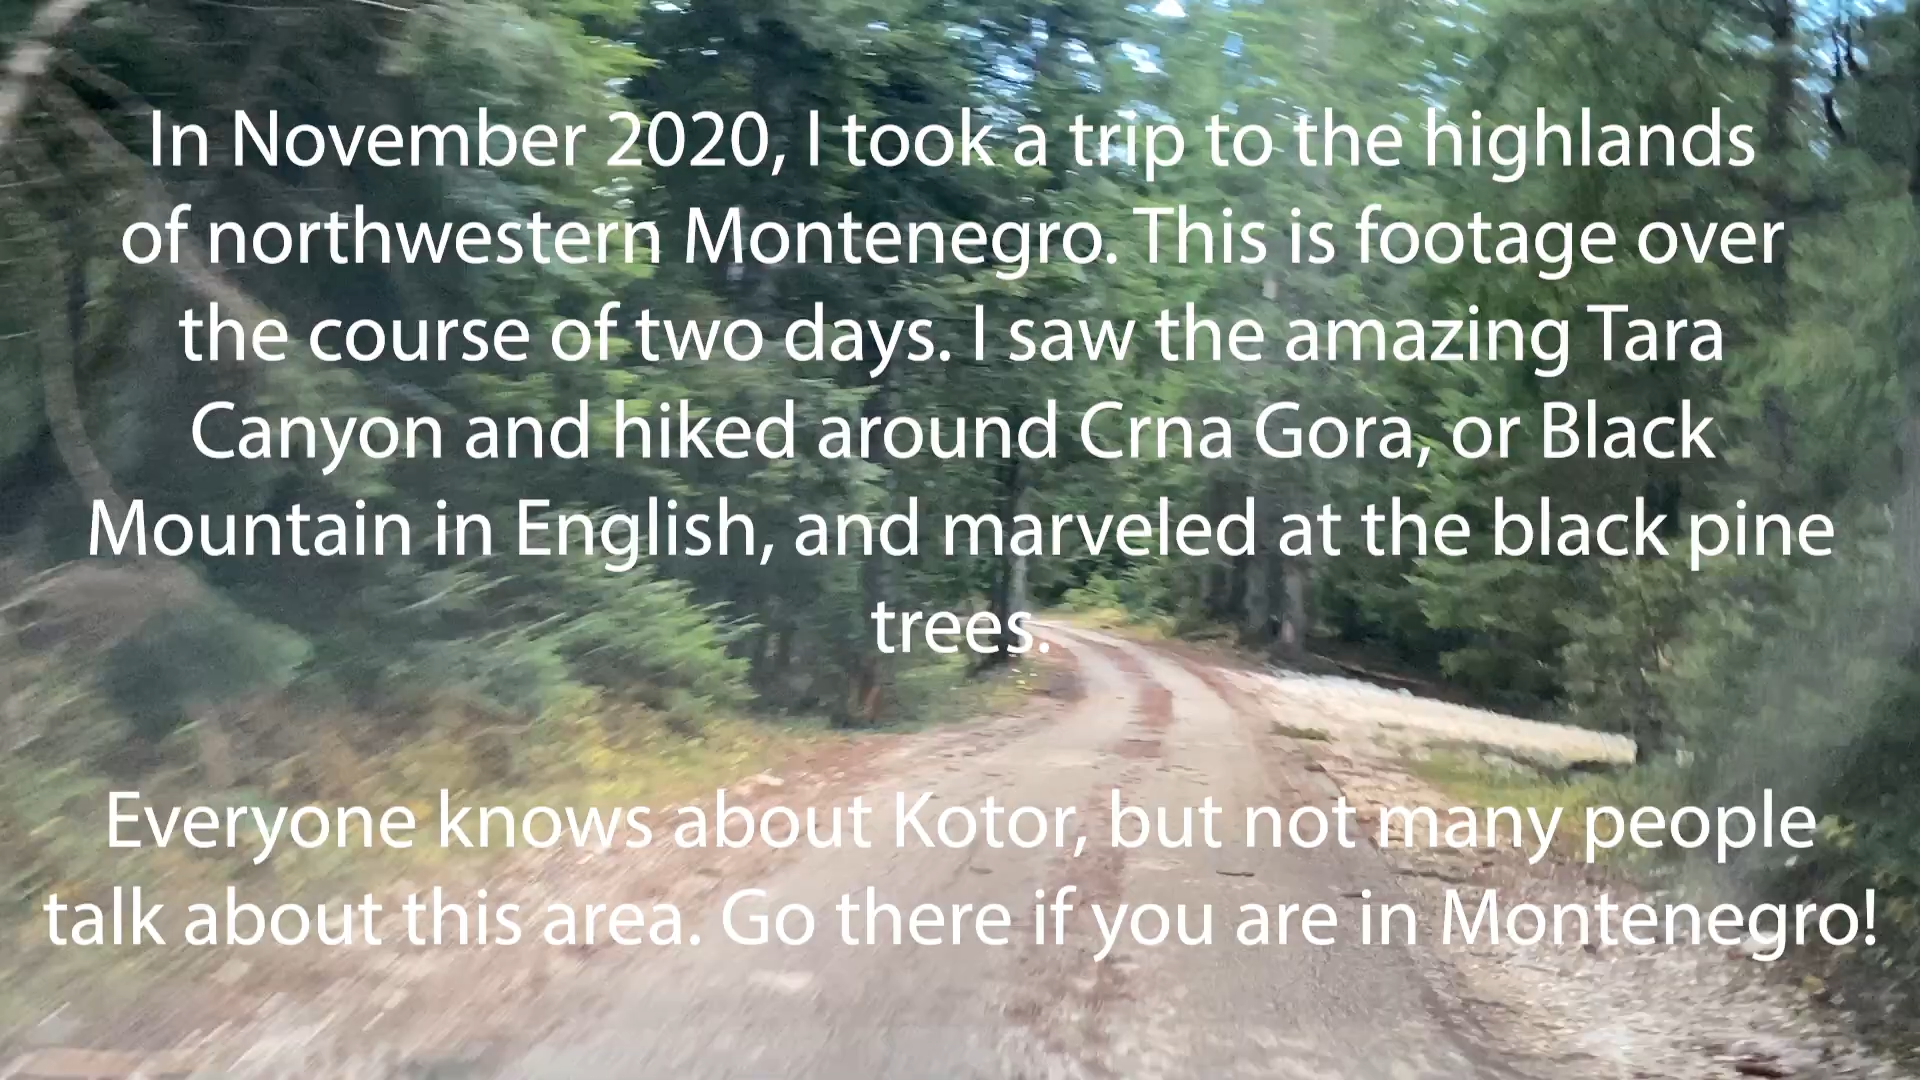 In November 2020, I took a trip to the highlands
of northwestern Montenegro. This is footage over
the course of two days. I saw the amazing Tara
Canyon and hiked around Crna Gora, or Black
Mountain in English, and marveled at the black pine
trees.
Everyone knows about Kotor, but not many people
talk about this area. Go there if you are in Montenegro!